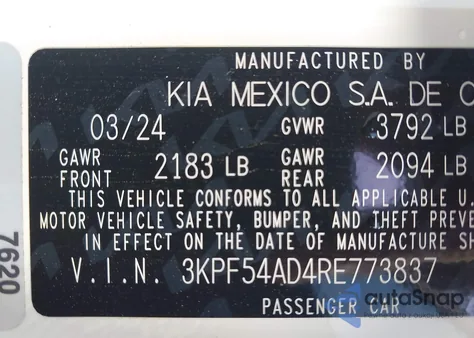 MANUFACTURED BY
KIA MEXICO S.A. DE C
03/24 GVWR 3792 LB
GAWR FRONT 2183 LB GAWR REAR 2094 LB
THIS VEHICLE CONFORMS TO ALL APPLICABLE U.
MOTOR VEHICLE SAFETY, BUMPER, AND THEFT PREVE
IN EFFECT ON THE DATE OF MANUFACTURE S
V.I.N. 3KPF54AD4RE773837
PASSENGER CAR
7620
autoSnap